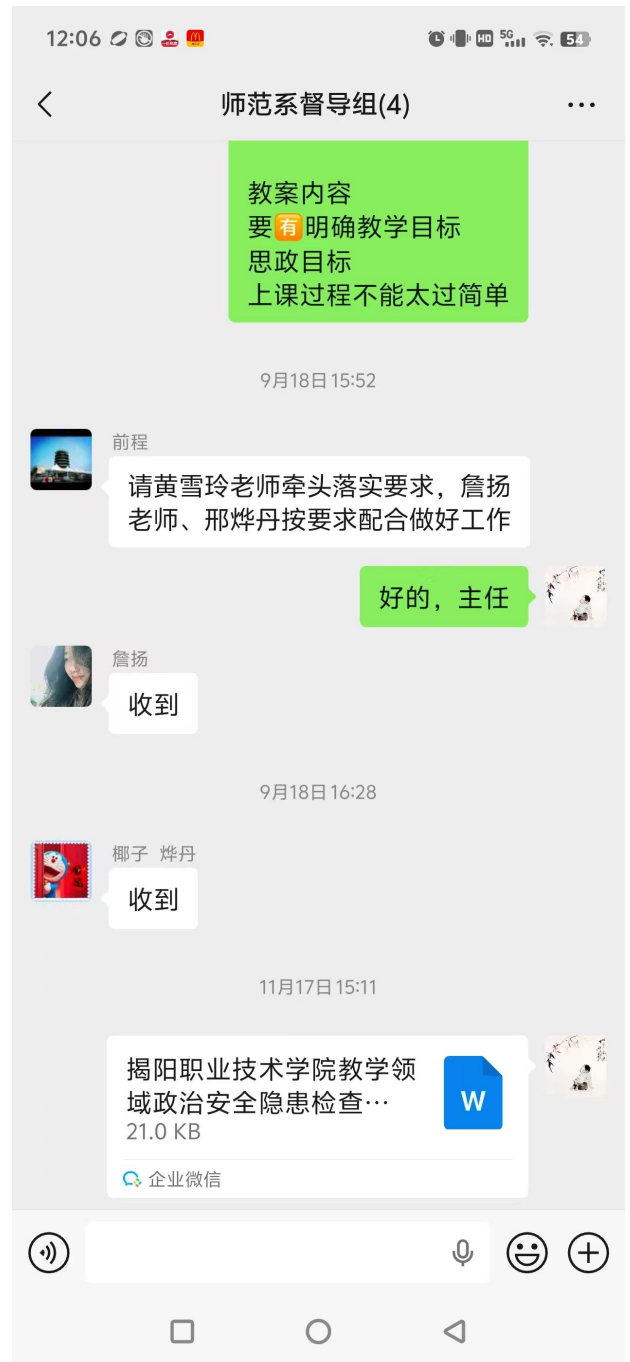 12:06
HD 5G 54
师范系督导组(4)
教案内容
要🈶明确教学目标
思政目标
上课过程不能太过简单
9月18日 15:52
前程
请黄雪玲老师牵头落实要求，詹扬
老师、邢烨丹按要求配合做好工作
好的，主任
詹扬
收到
9月18日 16:28
椰子 烨丹
收到
11月17日 15:11
揭阳职业技术学院教学领
域政治安全隐患检查…
W
21.0 KB
企业微信